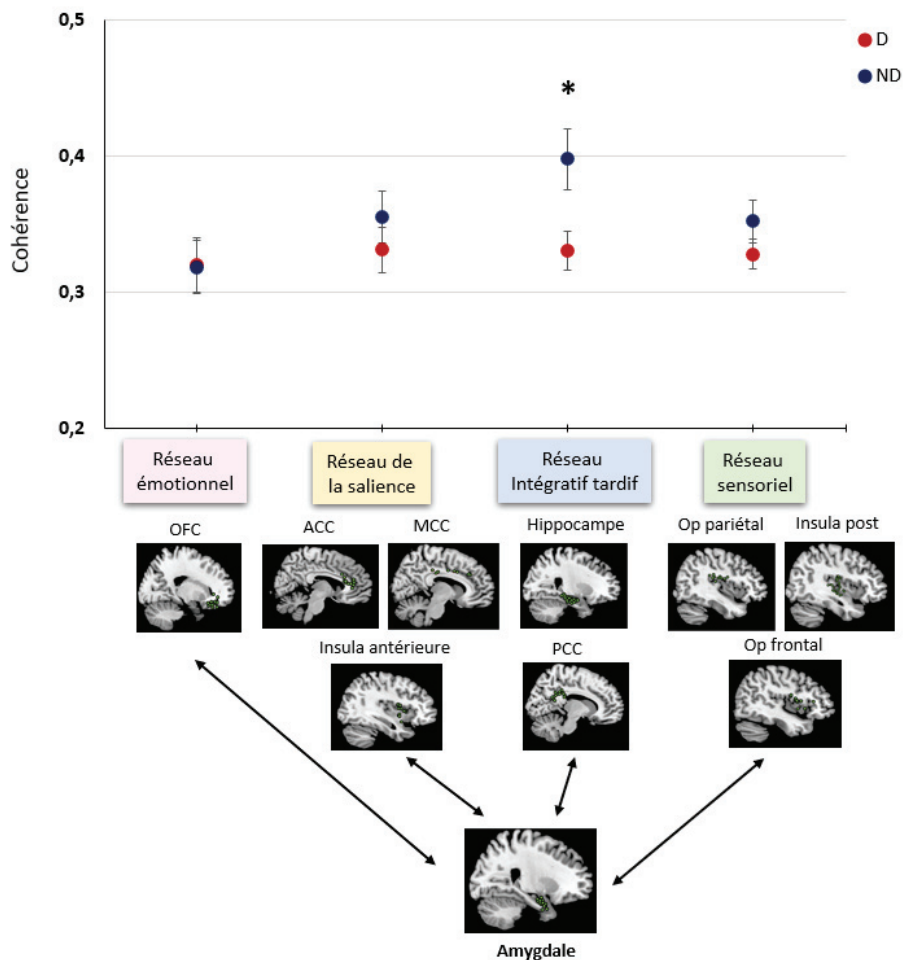 0,5
D
ND
*
0,4
Cohérence
0,3
0,2
Réseau
émotionnel
Réseau de
la salience
Réseau
Intégratif tardif
Réseau
sensoriel
OFC
ACC
MCC
Hippocampe
Op pariétal
Insula post
Insula antérieure
PCC
Op frontal
Amygdale